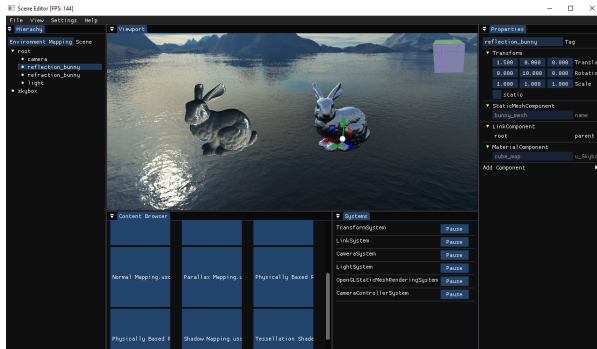 Scene Editor [FPS: 144]
File View Settings Help
Hierachy
Environment Mapping Scene
root
camera
reflection_bunny
refraction_bunny
light
skybox
Viewport
Content Browser
Normal Mapping.usc
Parallax Mapping.u
Physically Based R
Physically Based R
Shadow Mapping.usc
Tessellation Shade
Systems
TransformSystem Pause
LinkSystem Pause
CameraSystem Pause
LightSystem Pause
OpenGLStaticMeshRenderingSystem Pause
CameraControllerSystem Pause
Properties
reflection_bunny Tag
Transform
1.500 0.000 0.000 Transla
0.000 10.000 0.000 Rotatio
1.000 1.000 1.000 Scale
static
StaticMeshComponent
bunny_mesh name
LinkComponent
root parent
MaterialComponent
cube_map u_Skybo
Add Component